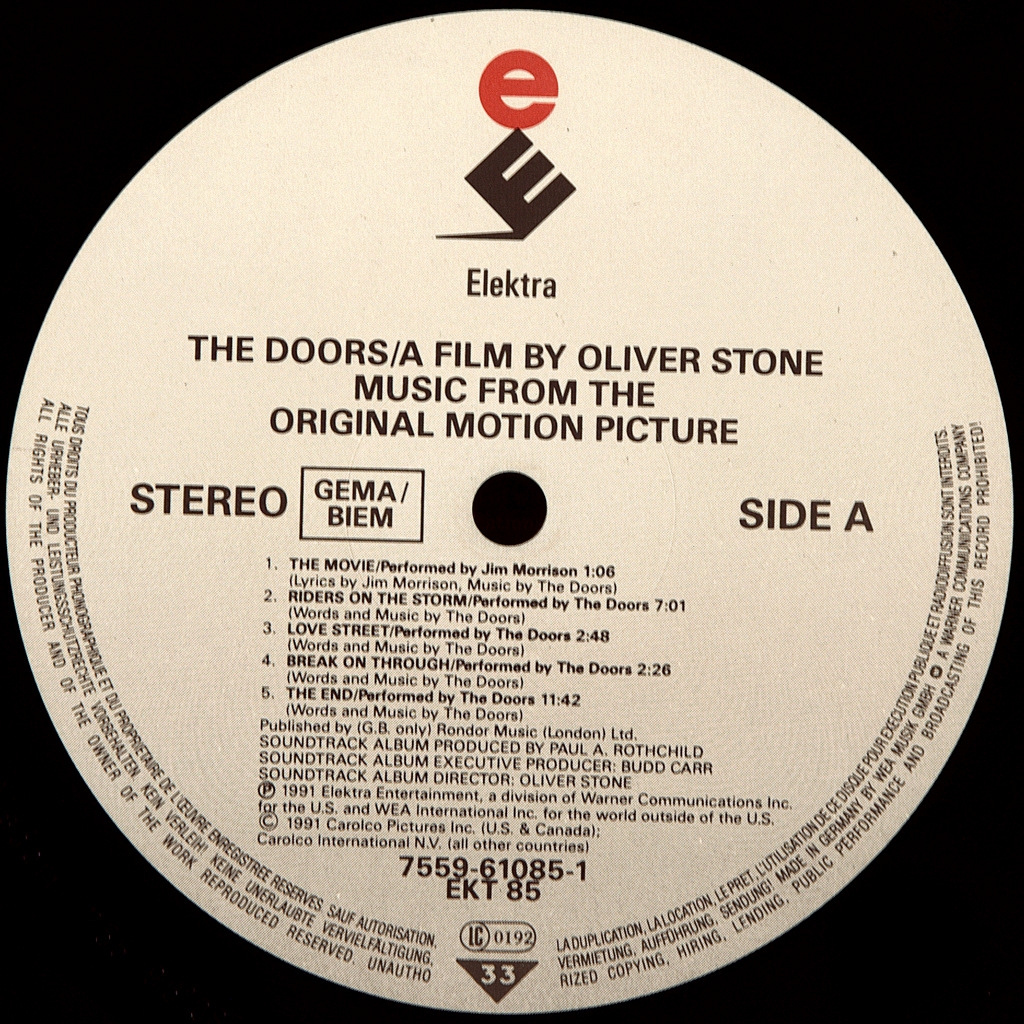 e
E
Elektra
THE DOORS/A FILM BY OLIVER STONE
MUSIC FROM THE
ORIGINAL MOTION PICTURE
STEREO
GEMA/
BIEM
SIDE A
1. THE MOVIE/Performed by Jim Morrison 1:06
(Lyrics by Jim Morrison, Music by The Doors)
2. RIDERS ON THE STORM/Performed by The Doors 7:01
(Words and Music by The Doors)
3. LOVE STREET/Performed by The Doors 2:48
(Words and Music by The Doors)
4. BREAK ON THROUGH/Performed by The Doors 2:26
(Words and Music by The Doors)
5. THE END/Performed by The Doors 11:42
(Words and Music by The Doors)
Published by (G.B. only) Rondor Music (London) Ltd.
SOUNDTRACK ALBUM PRODUCED BY PAUL A. ROTHCHILD
SOUNDTRACK ALBUM EXECUTIVE PRODUCER: BUDD CARR
SOUNDTRACK ALBUM DIRECTOR: OLIVER STONE
℗ 1991 Elektra Entertainment, a division of Warner Communications Inc.
for the U.S. and WEA International Inc. for the world outside of the U.S.
© 1991 Carolco Pictures Inc. (U.S. & Canada);
Carolco International N.V. (all other countries)
7559-61085-1
EKT 85
LC 0192
33
TOUS DROITS DU PRODUCTEUR PHONOGRAPHIQUE ET DU PROPRIETAIRE DE L'ŒUVRE ENREGISTREE RESERVES. SAUF AUTORISATION, LA DUPLICATION, LA LOCATION, LE PRET, L'UTILISATION DE CE DISQUE POUR EXECUTION PUBLIQUE ET RADIODIFFUSION SONT INTERDITS.
ALLE URHEBER- UND LEISTUNGSSCHUTZRECHTE VORBEHALTEN KEIN VERLEIH! KEINE UNERLAUBTE VERVIELFÄLTIGUNG, VERMIETUNG, AUFFÜHRUNG, SENDUNG! MADE IN GERMANY BY WEA MUSIK GMBH A WARNER COMMUNICATIONS COMPANY
ALL RIGHTS OF THE PRODUCER AND OF THE OWNER OF THE WORK REPRODUCED RESERVED. UNAUTHORIZED COPYING, HIRING, LENDING, PUBLIC PERFORMANCE AND BROADCASTING OF THIS RECORD PROHIBITED!